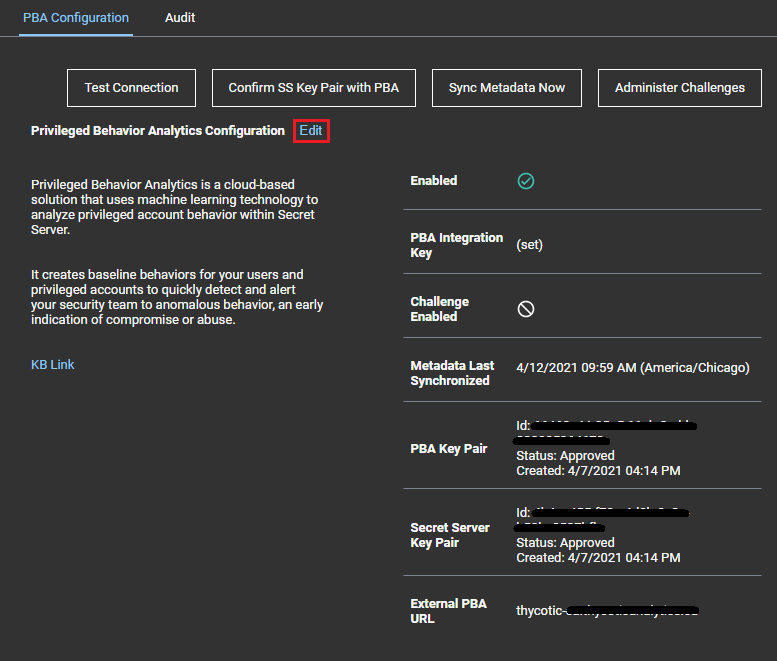 PBA Configuration Audit
Test Connection Confirm SS Key Pair with PBA Sync Metadata Now Administer Challenges
Privileged Behavior Analytics Configuration Edit
Privileged Behavior Analytics is a cloud-based
solution that uses machine learning technology to
analyze privileged account behavior within Secret
Server.
It creates baseline behaviors for your users and
privileged accounts to quickly detect and alert
your security team to anomalous behavior, an early
indication of compromise or abuse.
KB Link
Enabled
PBA Integration
Key
(set)
Challenge
Enabled
Metadata Last
Synchronized
4/12/2021 09:59 AM (America/Chicago)
PBA Key Pair
Id:
Status: Approved
Created: 4/7/2021 04:14 PM
Secret Server
Key Pair
Id:
Status: Approved
Created: 4/7/2021 04:14 PM
External PBA
URL
thycotic-